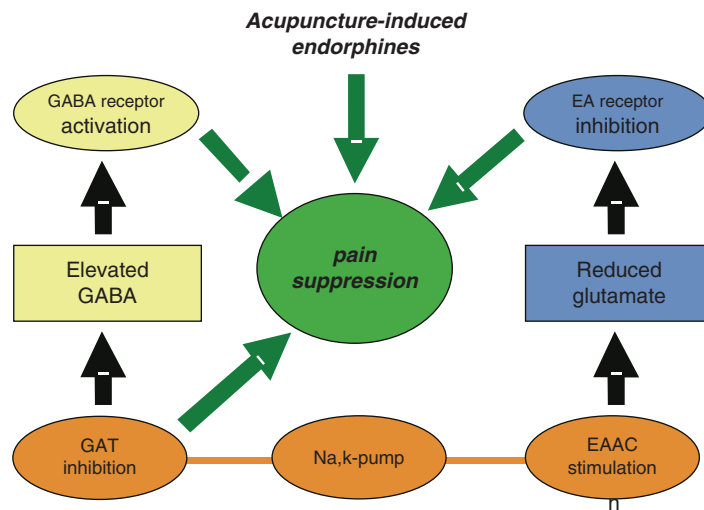 Acupuncture-induced
endorphines
GABA receptor
activation
EA receptor
inhibition
Elevated
GABA
pain
suppression
Reduced
glutamate
GAT
inhibition
Na,k-pump
EAAC
stimulation
n